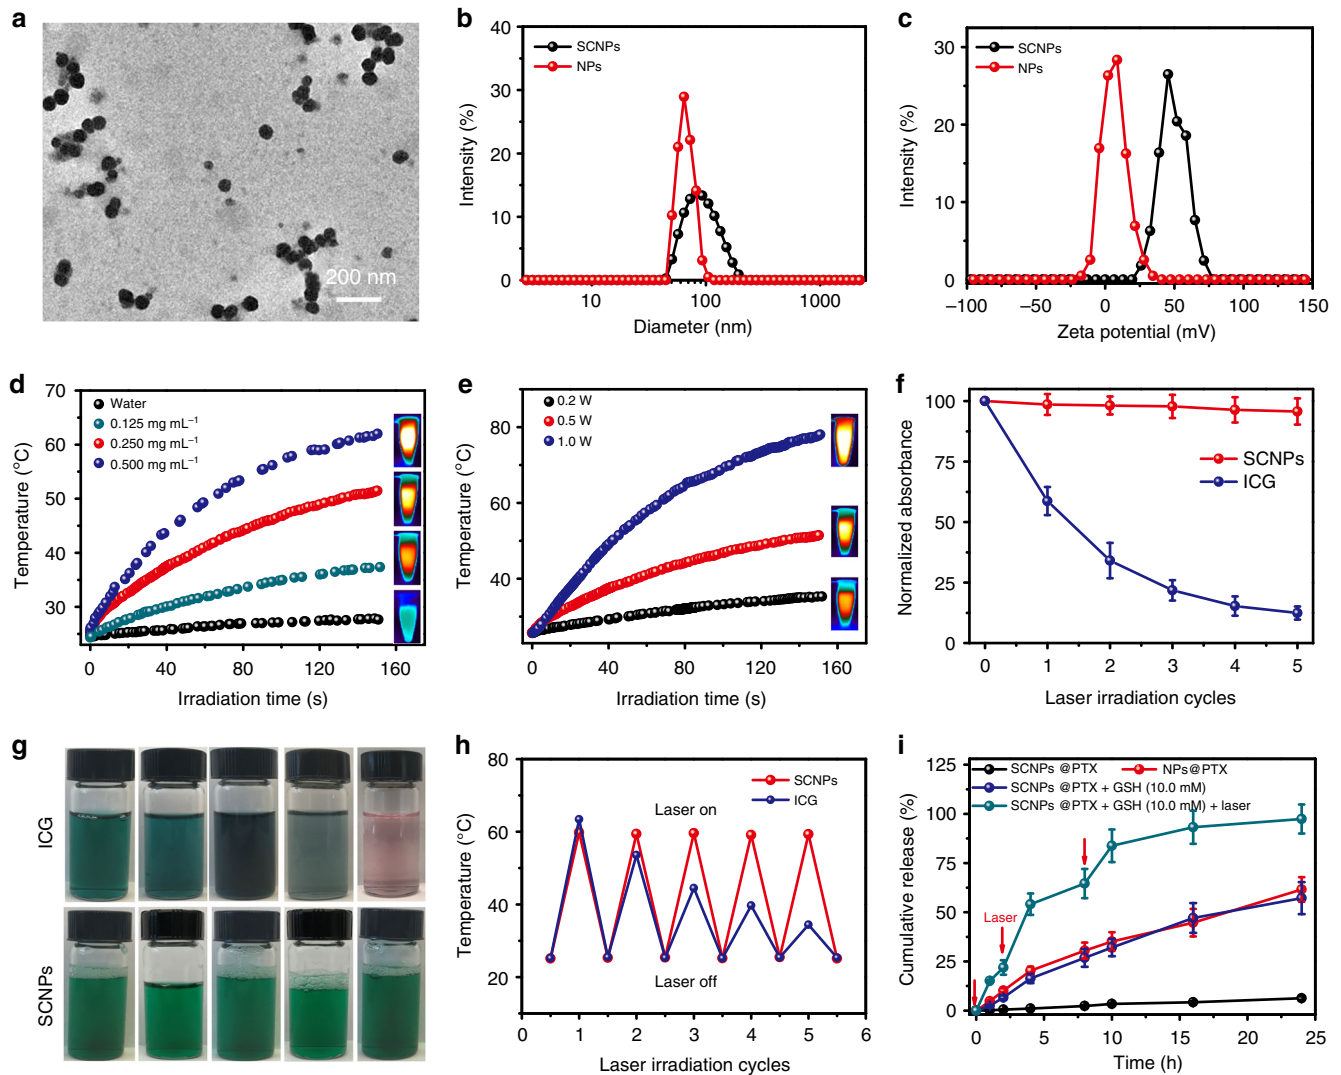 a
200 nm
b
40
30
20
10
0
Intensity (%)
SCNPs
NPs
10
100
1000
Diameter (nm)
c
30
20
10
0
Intensity (%)
SCNPs
NPs
−100
−50
0
50
100
150
Zeta potential (mV)
d
70
60
50
40
30
Temperature (°C)
Water
0.125 mg mL⁻¹
0.250 mg mL⁻¹
0.500 mg mL⁻¹
0
40
80
120
160
Irradiation time (s)
e
80
60
40
Temperature (°C)
0.2 W
0.5 W
1.0 W
0
40
80
120
160
Irradiation time (s)
f
100
75
50
25
0
Normalized absorbance
SCNPs
ICG
0
1
2
3
4
5
Laser irradiation cycles
g
ICG
SCNPs
h
80
60
40
20
Temperature (°C)
SCNPs
ICG
Laser on
Laser off
0
1
2
3
4
5
6
Laser irradiation cycles
i
125
100
75
50
25
0
Cumulative release (%)
SCNPs @PTX
NPs@PTX
SCNPs @PTX + GSH (10.0 mM)
SCNPs @PTX + GSH (10.0 mM) + laser
Laser
0
5
10
15
20
25
Time (h)